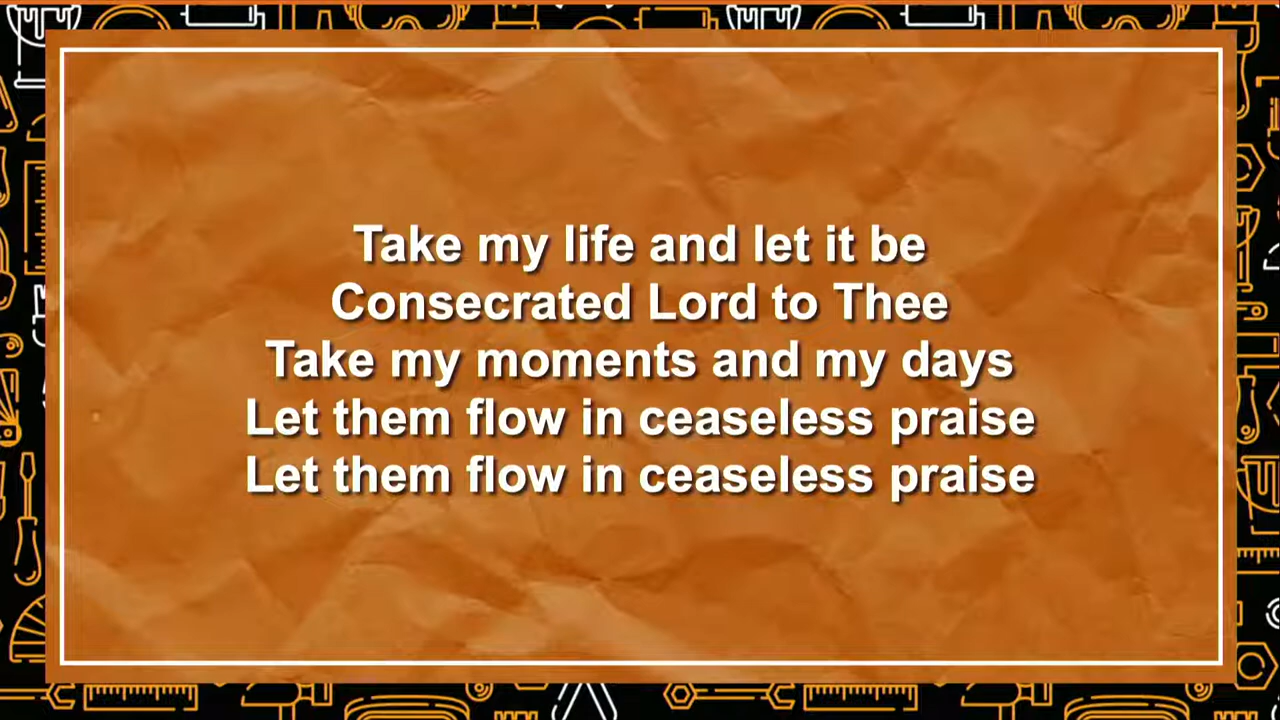 Take my life and let it be
Consecrated Lord to Thee
Take my moments and my days
Let them flow in ceaseless praise
Let them flow in ceaseless praise